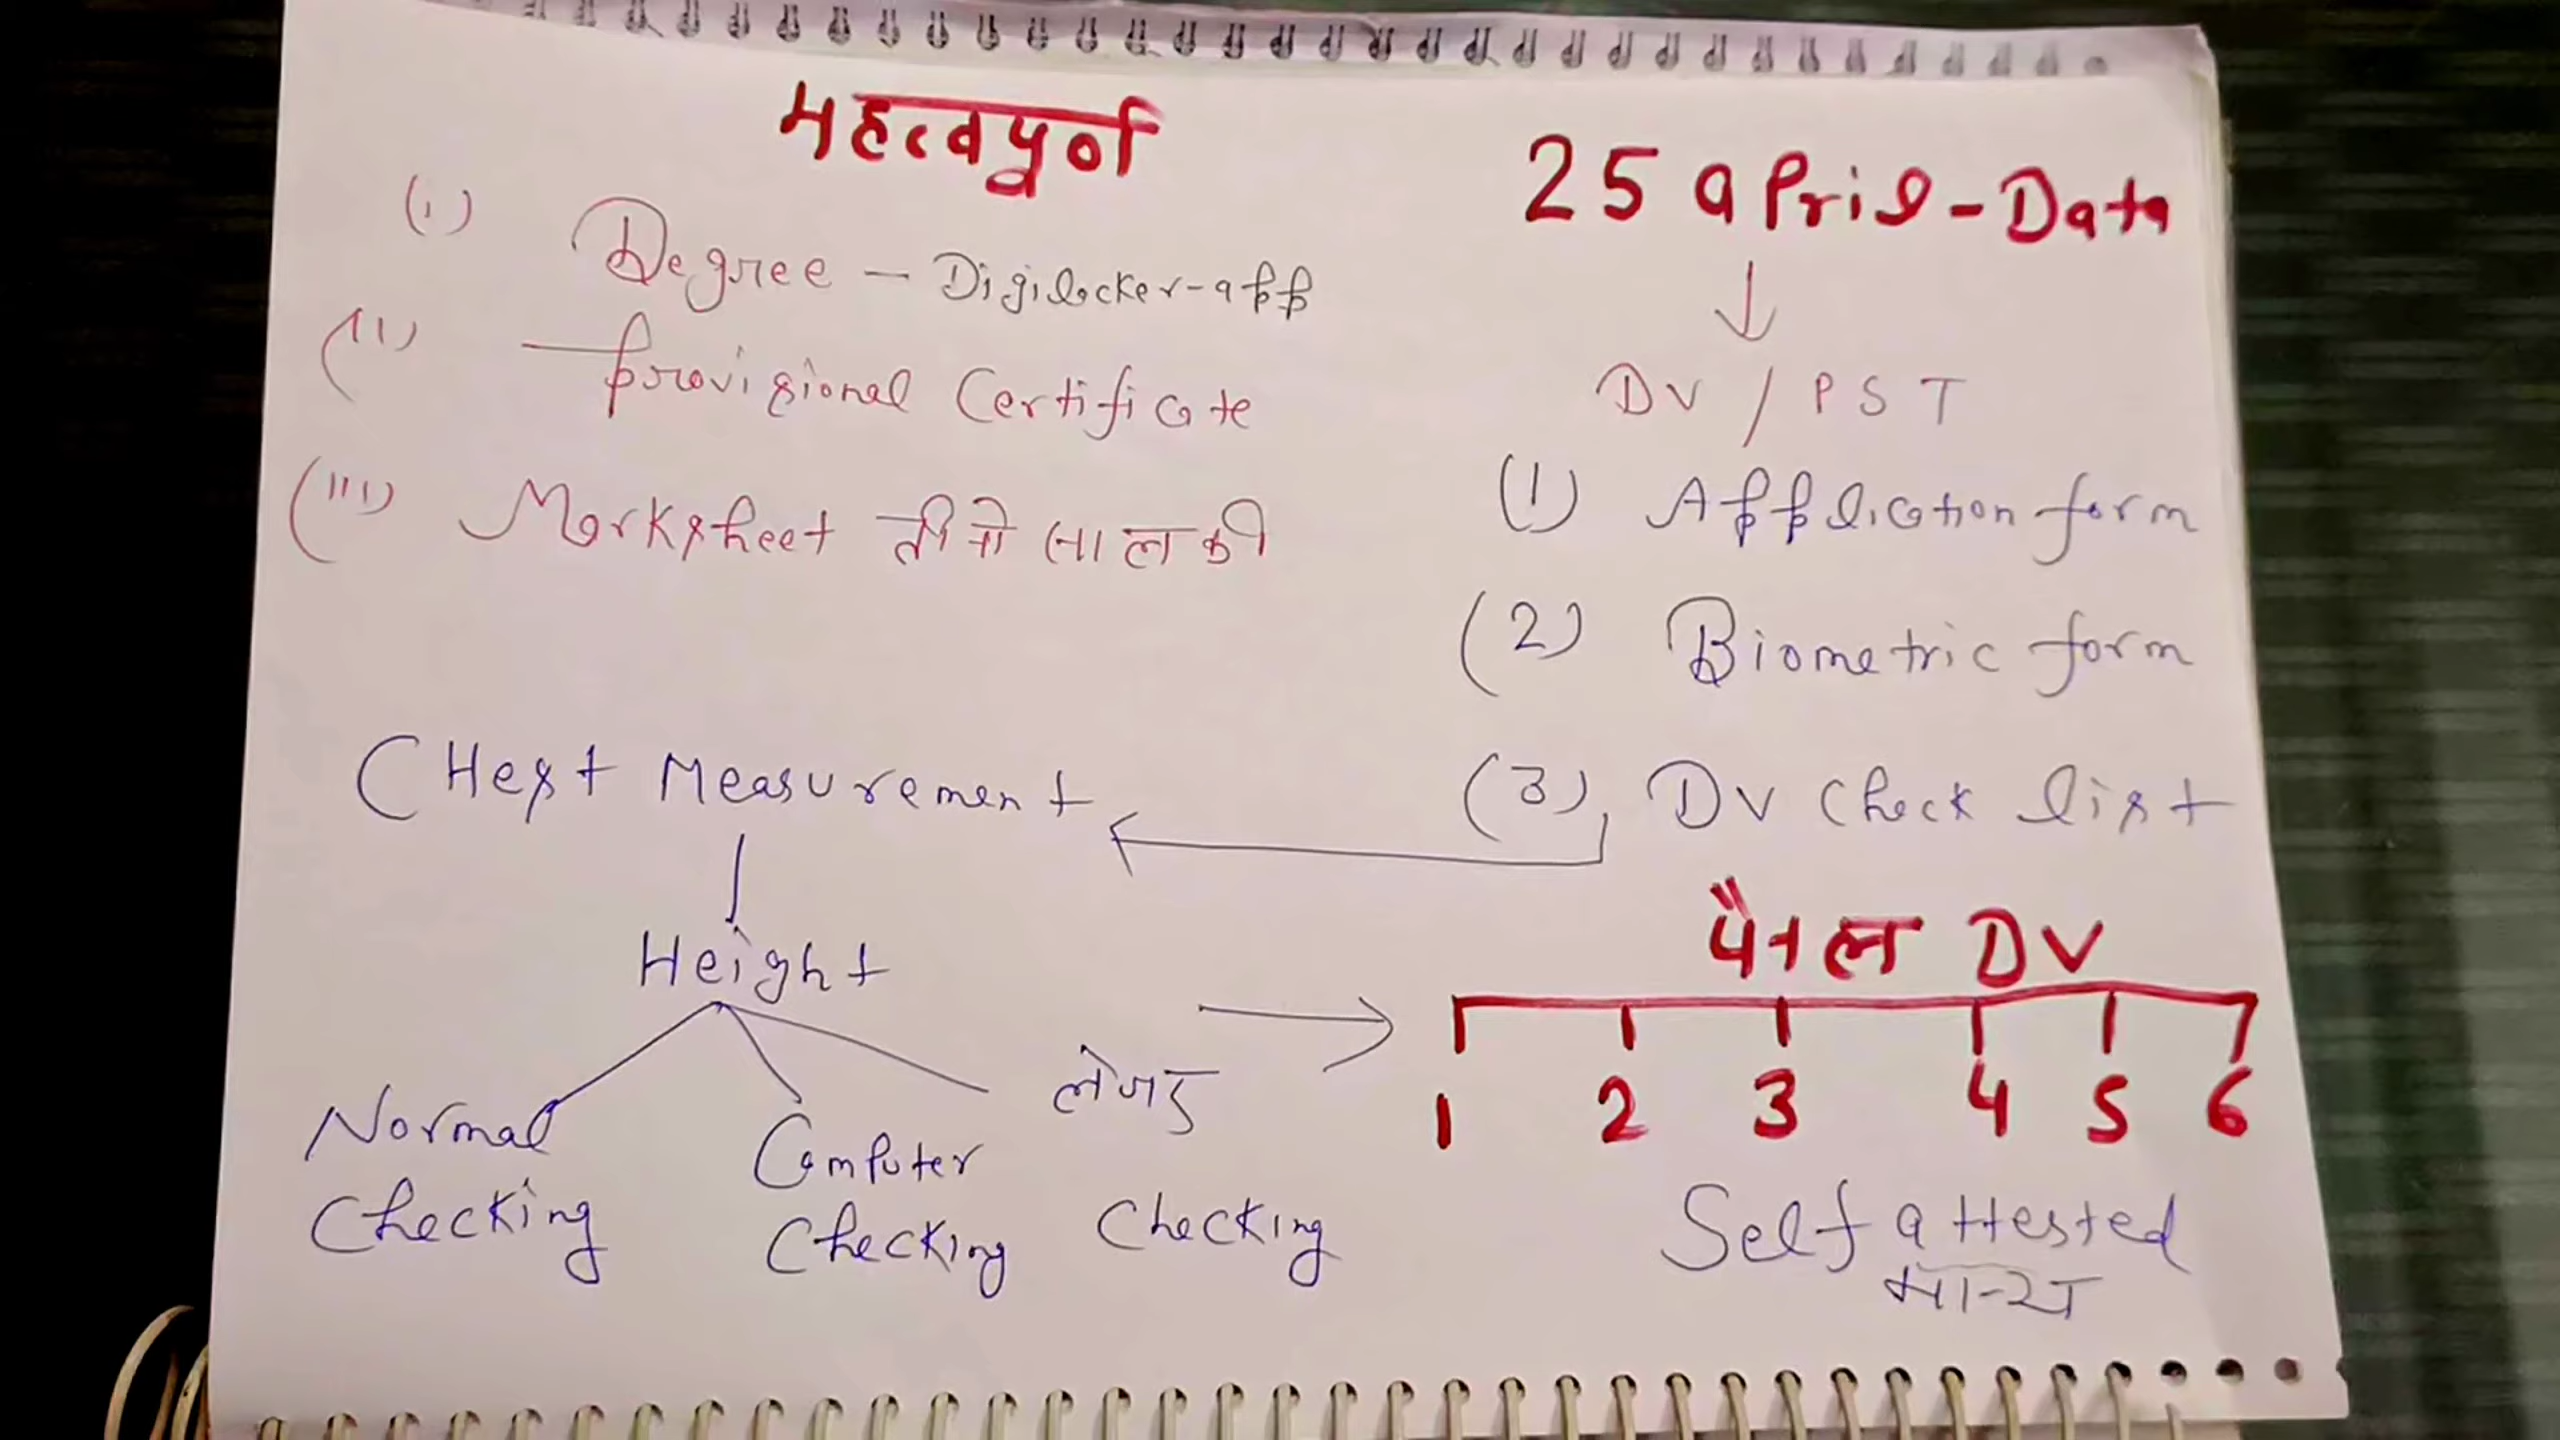 महत्वपूर्ण
(i) Degree - Digilocker-app
(ii) provisional Certificate
(iii) Marksheet तीनो साल की
25 april - Data
DV / PST
(1) Application form
(2) Biometric form
(3) DV check list
CHest Measurement
Height
Normal Checking
Computer Checking
लेजर Checking
पैनल DV
1 2 3 4 5 6
Self attested
मान्य